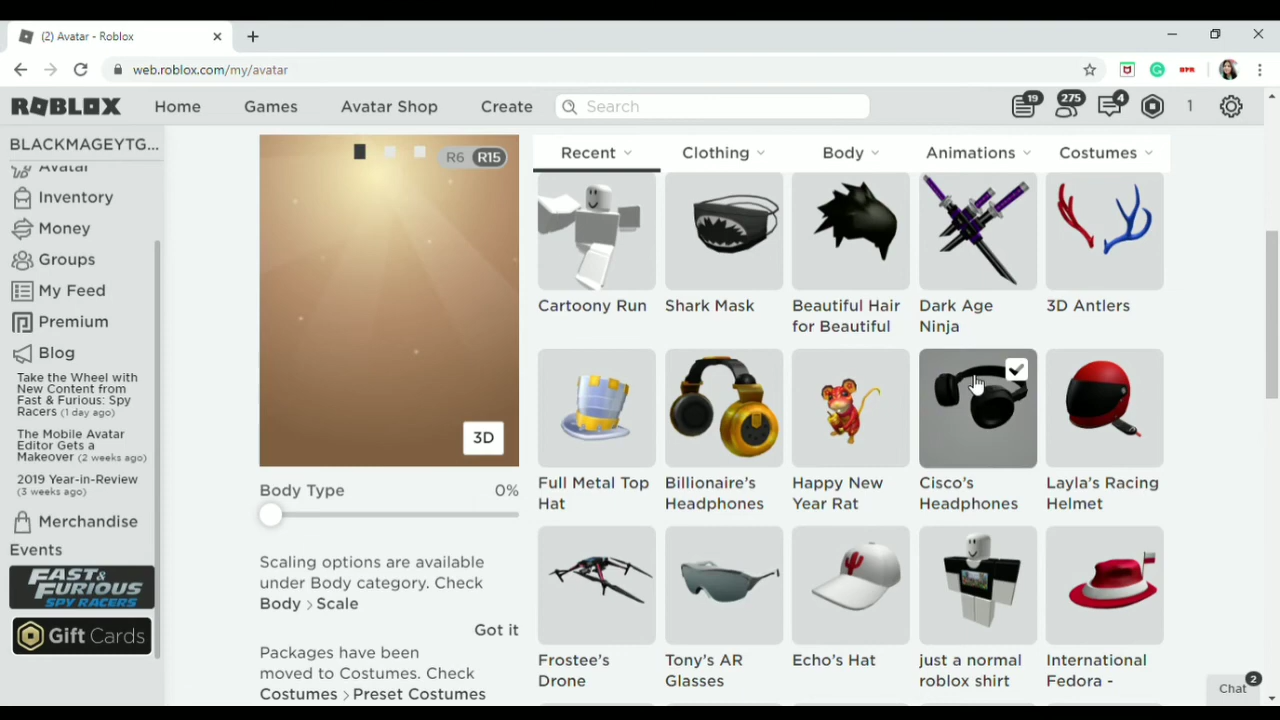 (2) Avatar - Roblox
web.roblox.com/my/avatar
ROBLOX
Home
Games
Avatar Shop
Create
Search
19
275
4
1
BLACKMAGEYTG...
Avatar
Inventory
Money
Groups
My Feed
Premium
Blog
Take the Wheel with
New Content from
Fast & Furious: Spy
Racers (1 day ago)
The Mobile Avatar
Editor Gets a
Makeover (2 weeks ago)
2019 Year-in-Review
(3 weeks ago)
Merchandise
Events
FAST &
FURIOUS
SPY RACERS
Gift Cards
R6 R15
3D
Body Type 0%
Scaling options are available
under Body category. Check
Body > Scale
Got it
Packages have been
moved to Costumes. Check
Costumes > Preset Costumes
Recent
Clothing
Body
Animations
Costumes
Cartoony Run
Shark Mask
Beautiful Hair
for Beautiful
Dark Age
Ninja
3D Antlers
Full Metal Top
Hat
Billionaire's
Headphones
Happy New
Year Rat
Cisco's
Headphones
Layla's Racing
Helmet
Frostee's
Drone
Tony's AR
Glasses
Echo's Hat
just a normal
roblox shirt
International
Fedora -
Chat
2